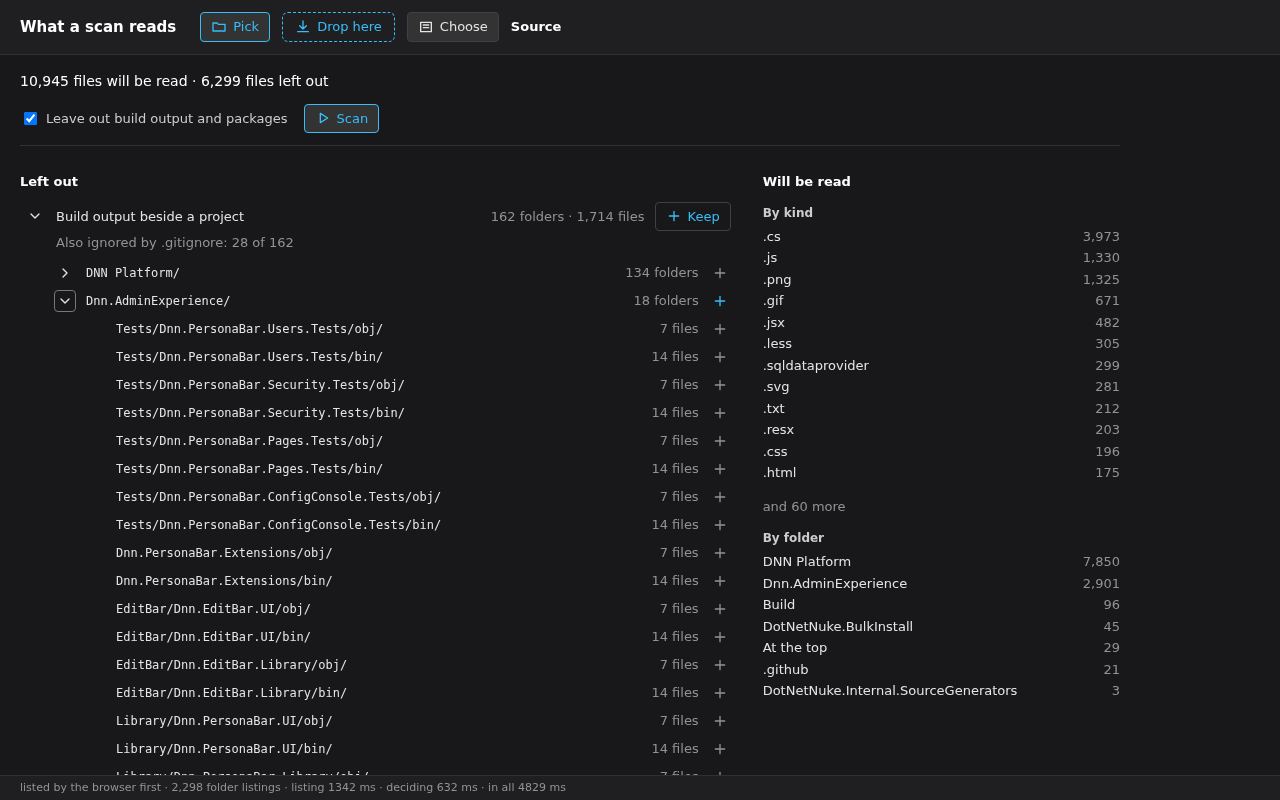 What a scan reads
Pick
Drop here
Choose
Source
10,945 files will be read · 6,299 files left out
Leave out build output and packages
Scan
Left out
Build output beside a project
162 folders · 1,714 files
Keep
Also ignored by .gitignore: 28 of 162
DNN Platform/ 134 folders
Dnn.AdminExperience/ 18 folders
Tests/Dnn.PersonaBar.Users.Tests/obj/ 7 files
Tests/Dnn.PersonaBar.Users.Tests/bin/ 14 files
Tests/Dnn.PersonaBar.Security.Tests/obj/ 7 files
Tests/Dnn.PersonaBar.Security.Tests/bin/ 14 files
Tests/Dnn.PersonaBar.Pages.Tests/obj/ 7 files
Tests/Dnn.PersonaBar.Pages.Tests/bin/ 14 files
Tests/Dnn.PersonaBar.ConfigConsole.Tests/obj/ 7 files
Tests/Dnn.PersonaBar.ConfigConsole.Tests/bin/ 14 files
Dnn.PersonaBar.Extensions/obj/ 7 files
Dnn.PersonaBar.Extensions/bin/ 14 files
EditBar/Dnn.EditBar.UI/obj/ 7 files
EditBar/Dnn.EditBar.UI/bin/ 14 files
EditBar/Dnn.EditBar.Library/obj/ 7 files
EditBar/Dnn.EditBar.Library/bin/ 14 files
Library/Dnn.PersonaBar.UI/obj/ 7 files
Library/Dnn.PersonaBar.UI/bin/ 14 files
Will be read
By kind
.cs 3,973
.js 1,330
.png 1,325
.gif 671
.jsx 482
.less 305
.sqldataprovider 299
.svg 281
.txt 212
.resx 203
.css 196
.html 175
and 60 more
By folder
DNN Platform 7,850
Dnn.AdminExperience 2,901
Build 96
DotNetNuke.BulkInstall 45
At the top 29
.github 21
DotNetNuke.Internal.SourceGenerators 3
listed by the browser first · 2,298 folder listings · listing 1342 ms · deciding 632 ms · in all 4829 ms